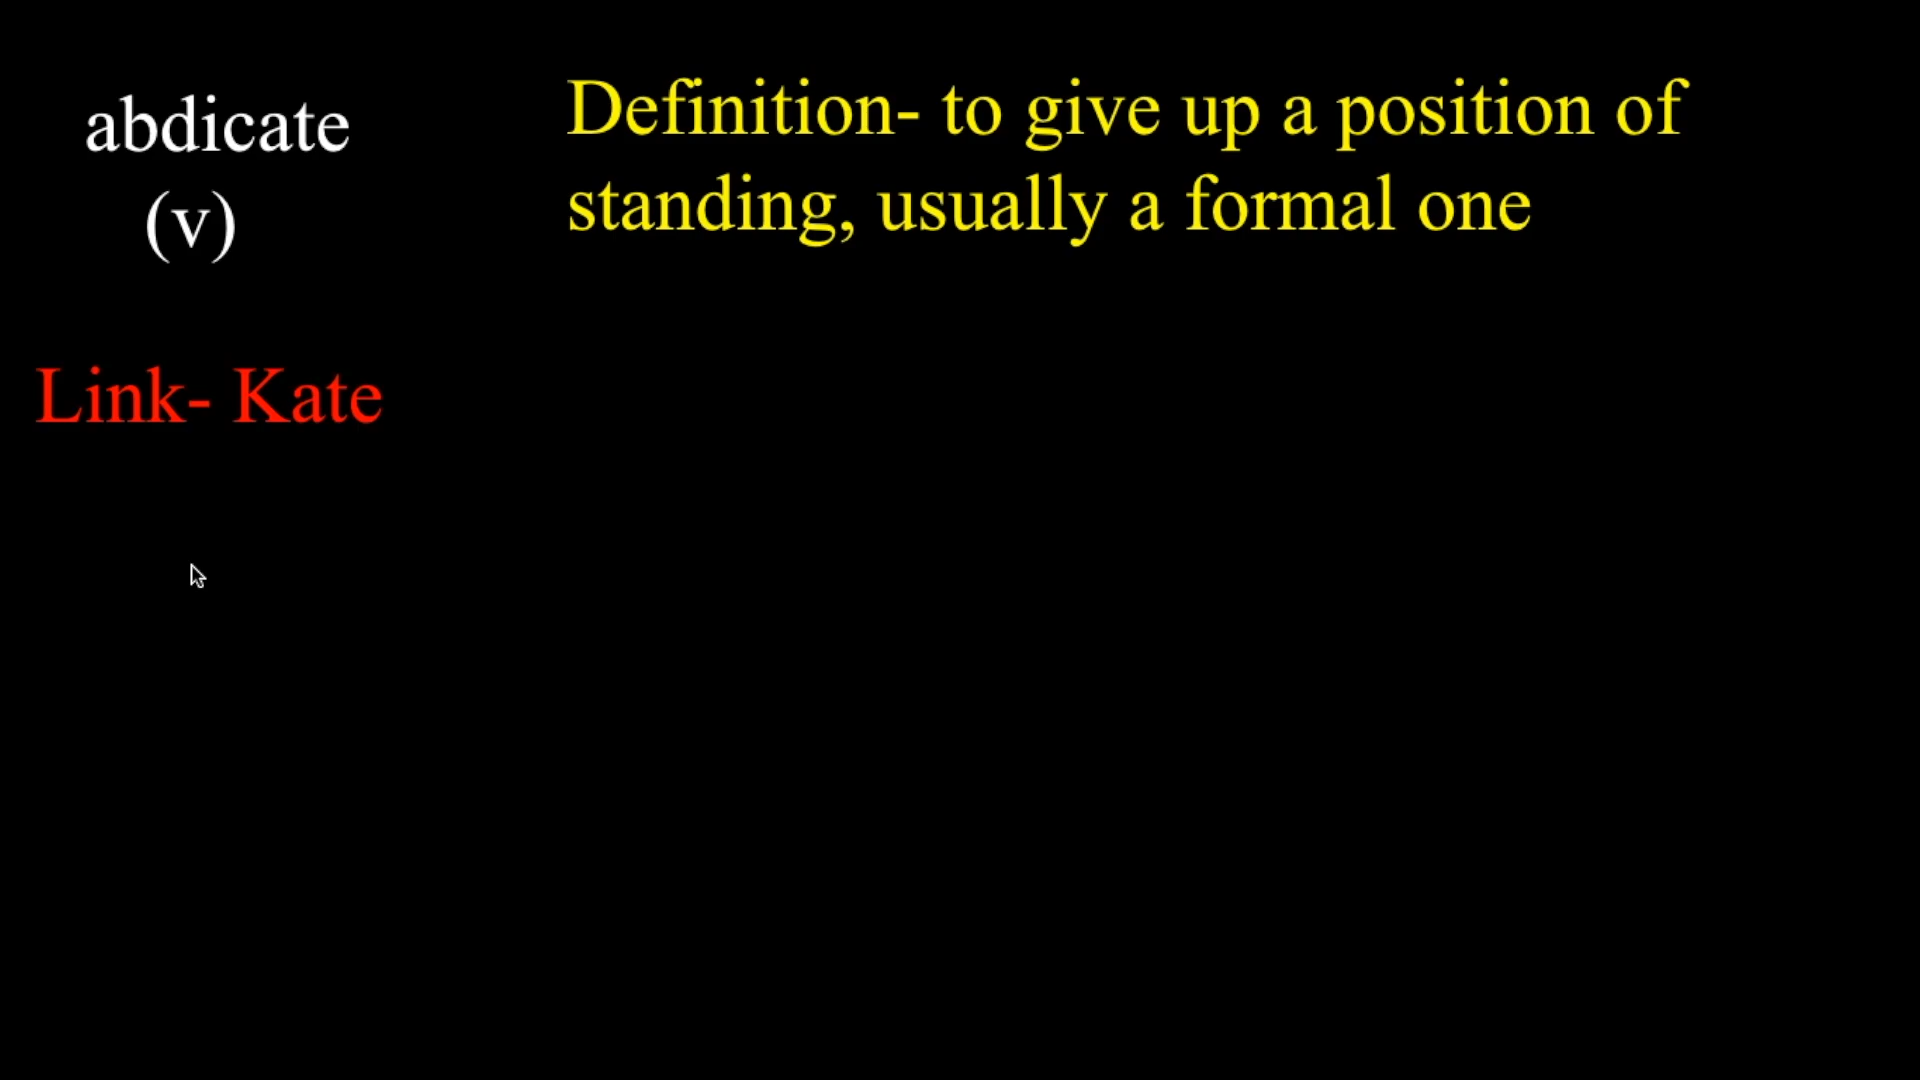 abdicate
(v)
Definition- to give up a position of
standing, usually a formal one
Link- Kate